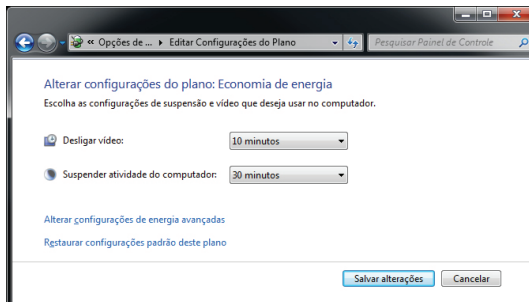 « Opções de ... ▸ Editar Configurações do Plano
Pesquisar Painel de Controle
Alterar configurações do plano: Economia de energia
Escolha as configurações de suspensão e vídeo que deseja usar no computador.
Desligar vídeo: 10 minutos
Suspender atividade do computador: 30 minutos
Alterar configurações de energia avançadas
Restaurar configurações padrão deste plano
Salvar alterações Cancelar